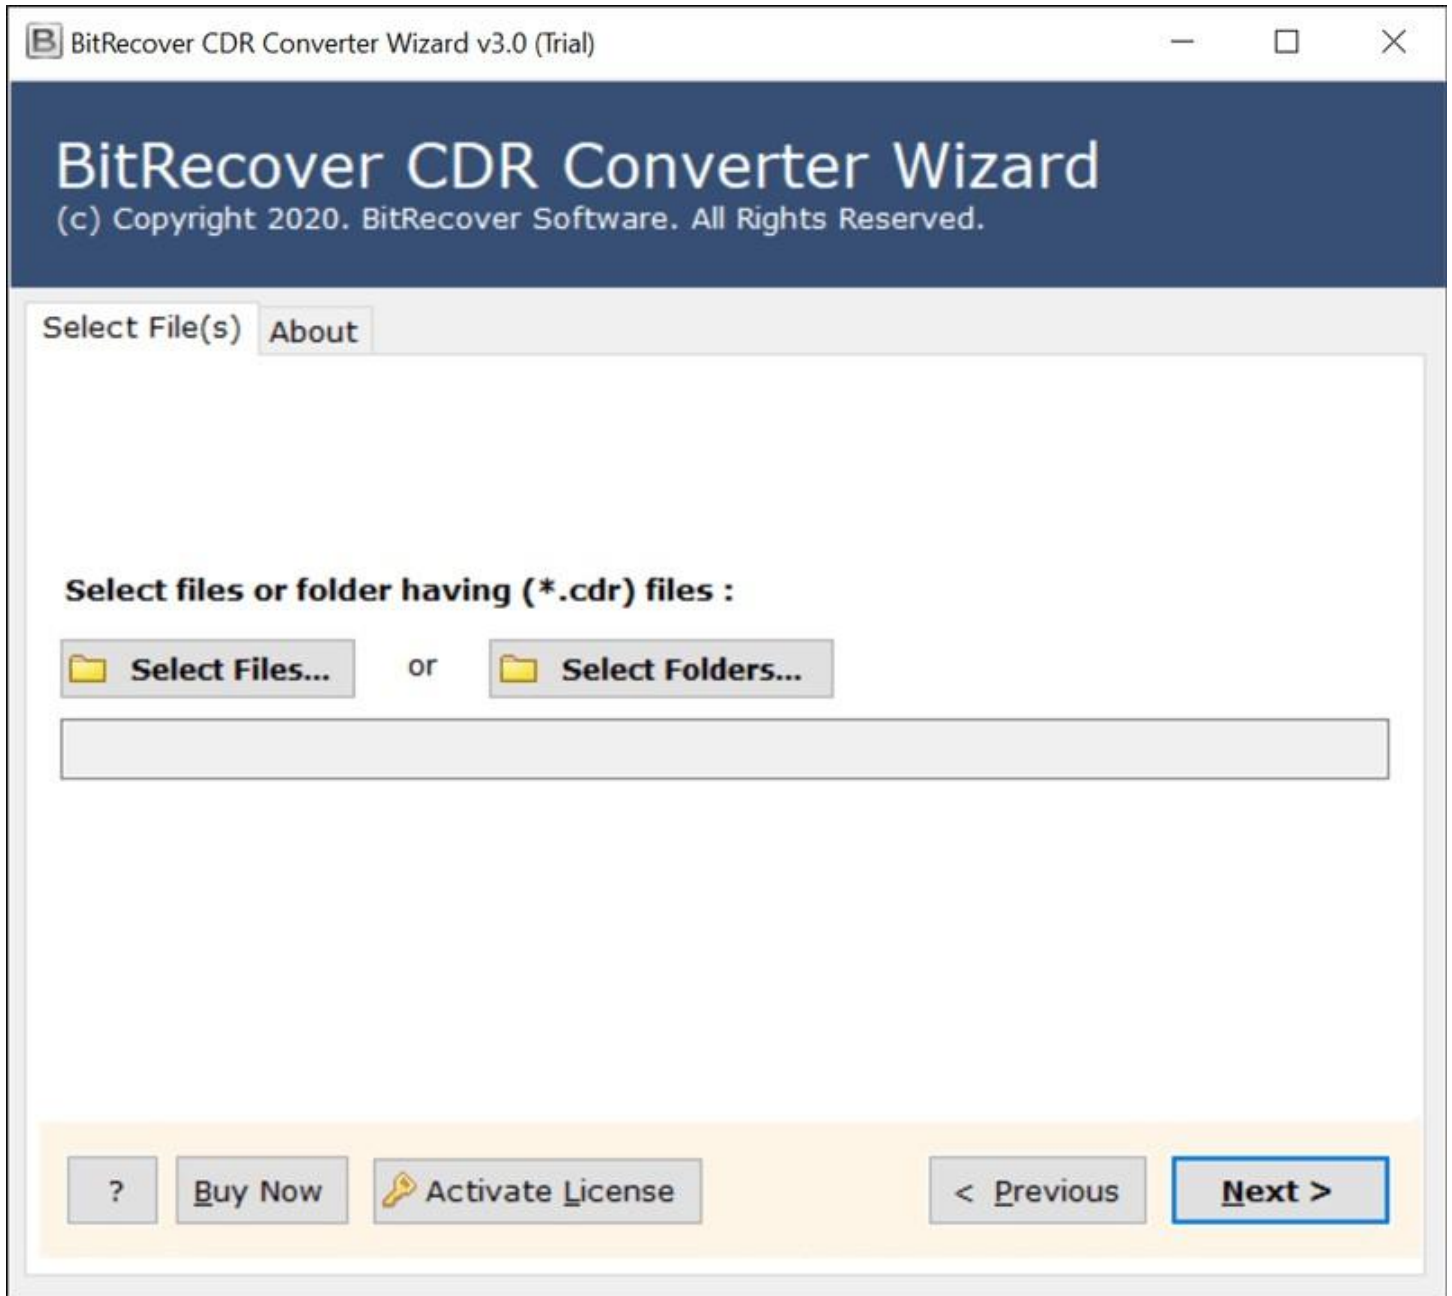 BitRecover CDR Converter Wizard v3.0 (Trial)
BitRecover CDR Converter Wizard
(c) Copyright 2020. BitRecover Software. All Rights Reserved.
Select File(s) About
Select files or folder having (*.cdr) files :
Select Files... or Select Folders...
? Buy Now Activate License < Previous Next >